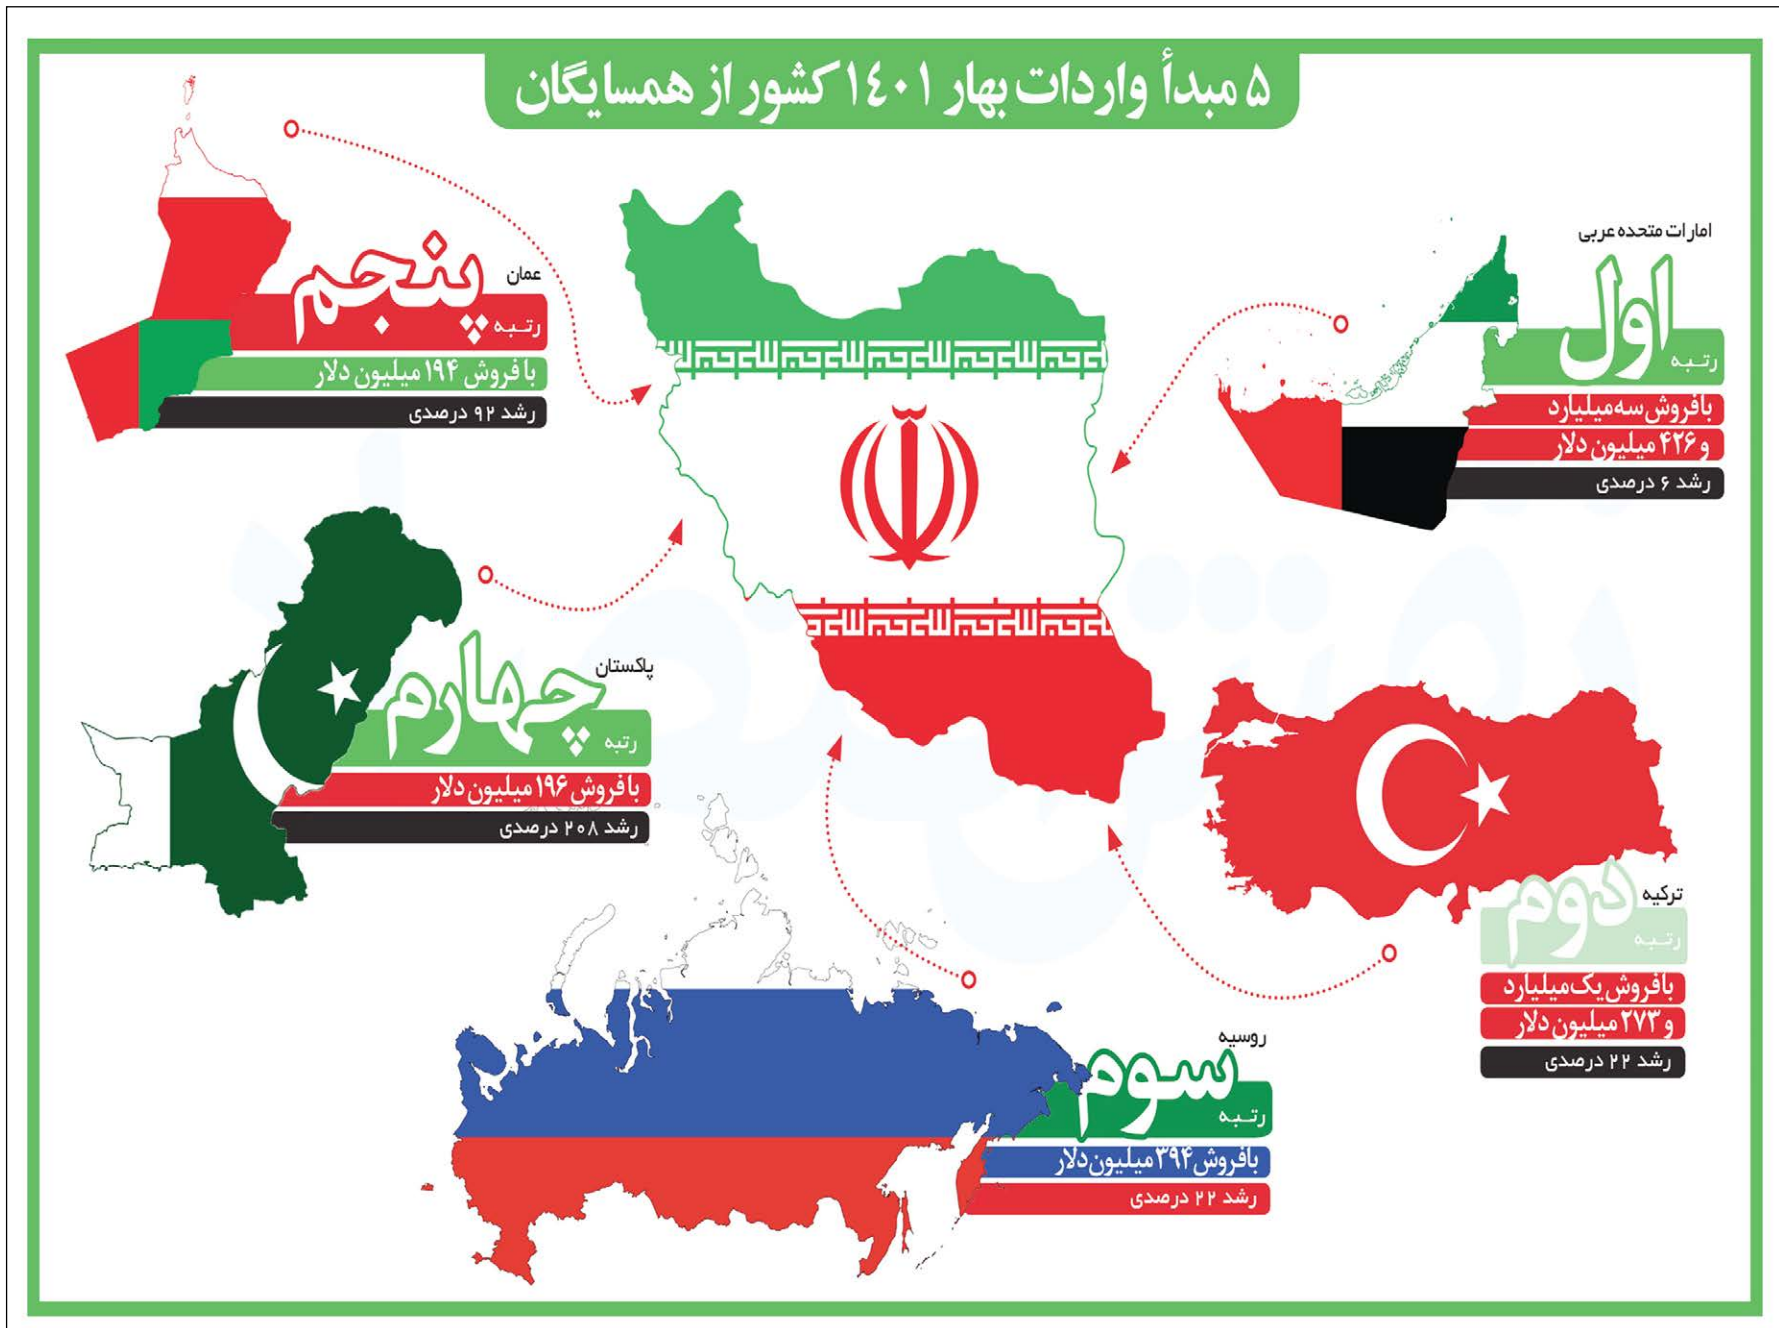 ۵ مبدأ واردات بهار ۱٤۰۱ کشور از همسایگان
امارات متحده عربی
اول
رتبه
با فروش سه میلیارد
و ۴۲۶ میلیون دلار
رشد ۶ درصدی
ترکیه
دوم
رتبه
با فروش یک میلیارد
و ۲۷۳ میلیون دلار
رشد ۲۲ درصدی
روسیه
سوم
رتبه
با فروش ۳۹۴ میلیون دلار
رشد ۲۲ درصدی
پاکستان
چهارم
رتبه
با فروش ۱۹۶ میلیون دلار
رشد ۲۰۸ درصدی
عمان
پنجم
رتبه
با فروش ۱۹۴ میلیون دلار
رشد ۹۲ درصدی